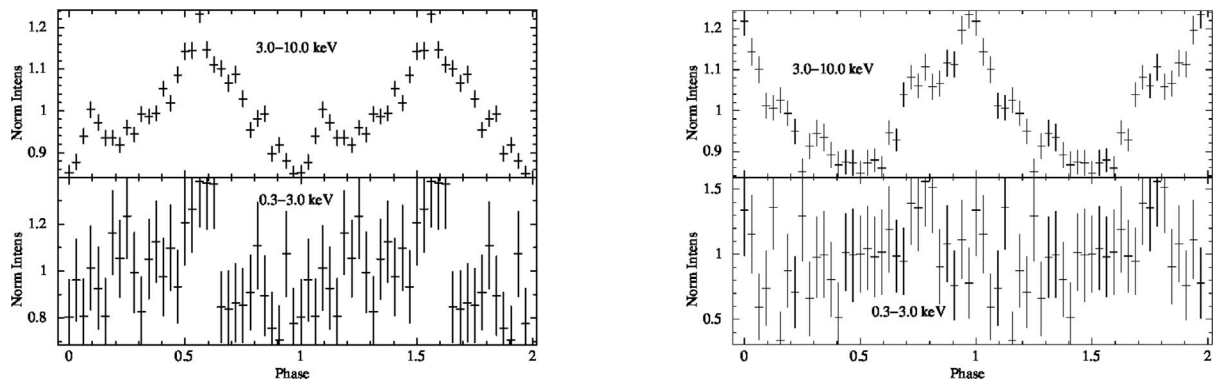 1.2
1.1
1
0.9
Norm Intens
3.0−10.0 keV
1.2
1
0.8
Norm Intens
0.3−3.0 keV
0 0.5 1 1.5 2
Phase
1.2
1.1
1
0.9
Norm Intens
3.0−10.0 keV
1.5
1
0.5
Norm Intens
0.3−3.0 keV
0 0.5 1 1.5 2
Phase